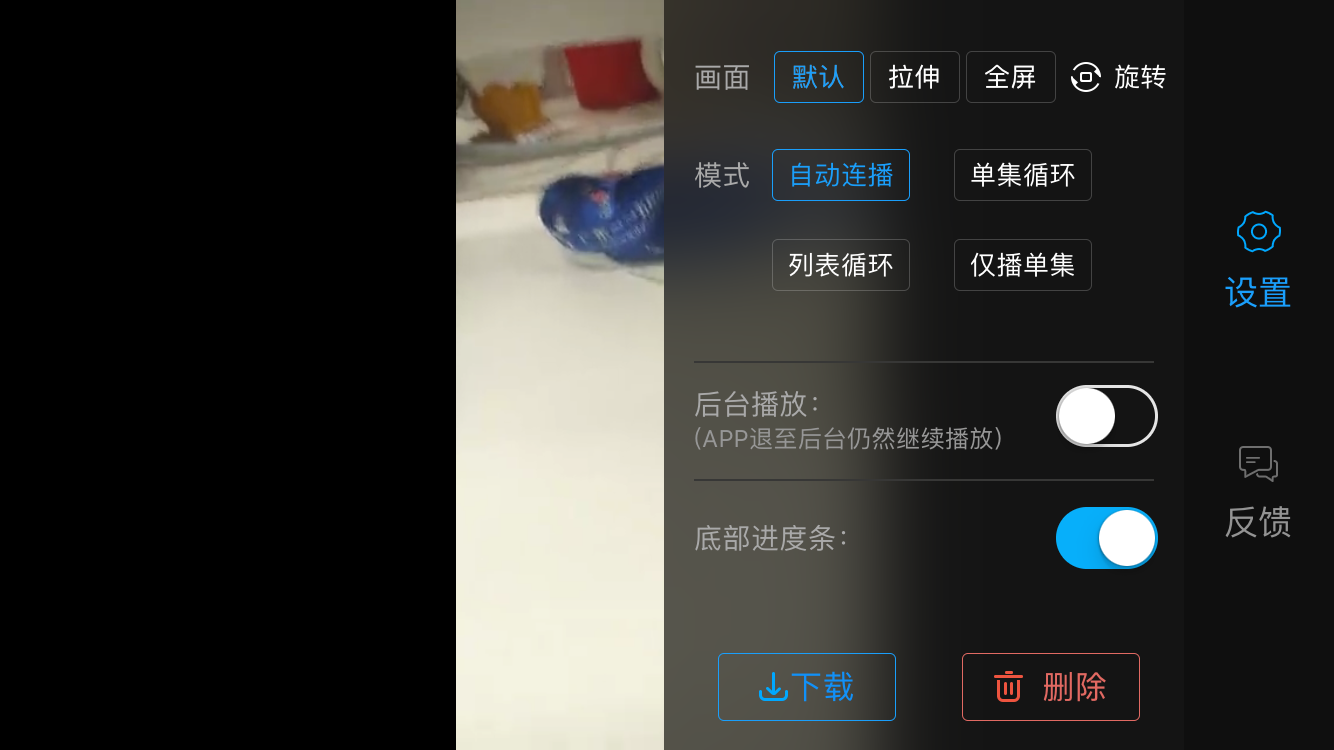 画面 默认 拉伸 全屏 旋转
模式 自动连播 单集循环
列表循环 仅播单集
设置
后台播放：
(APP退至后台仍然继续播放)
反馈
底部进度条：
下载 删除